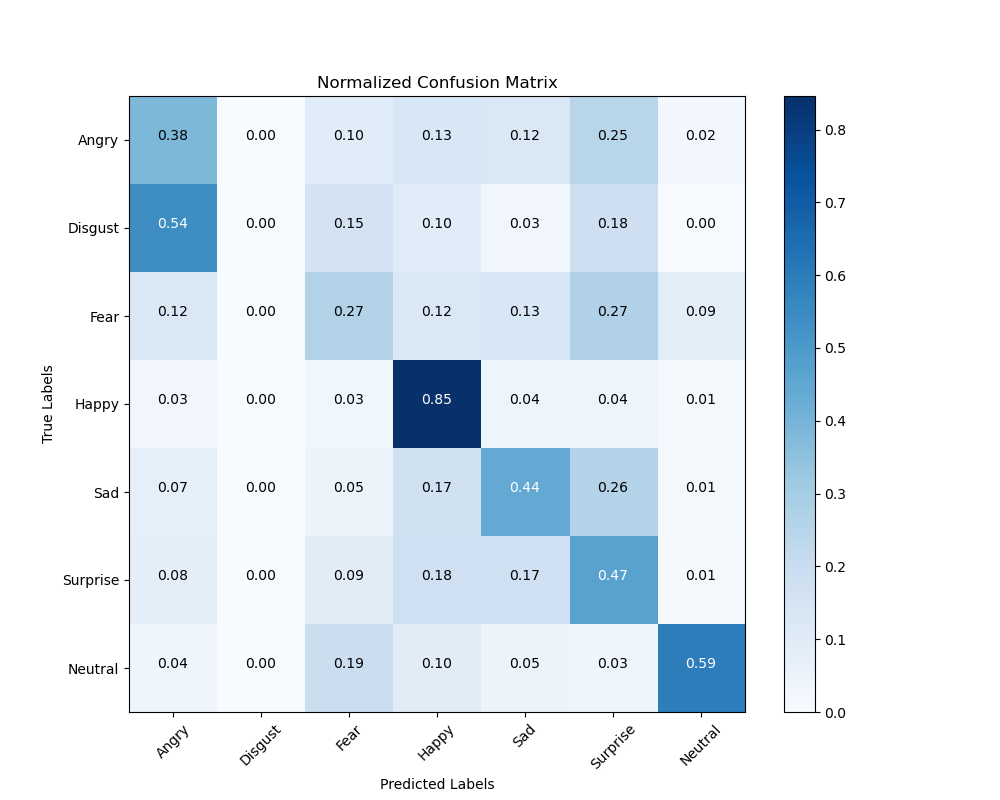 Normalized Confusion Matrix
Angry 0.38 0.00 0.10 0.13 0.12 0.25 0.02
Disgust 0.54 0.00 0.15 0.10 0.03 0.18 0.00
Fear 0.12 0.00 0.27 0.12 0.13 0.27 0.09
Happy 0.03 0.00 0.03 0.85 0.04 0.04 0.01
Sad 0.07 0.00 0.05 0.17 0.44 0.26 0.01
Surprise 0.08 0.00 0.09 0.18 0.17 0.47 0.01
Neutral 0.04 0.00 0.19 0.10 0.05 0.03 0.59
Angry Disgust Fear Happy Sad Surprise Neutral
Predicted Labels
True Labels
0.8
0.7
0.6
0.5
0.4
0.3
0.2
0.1
0.0